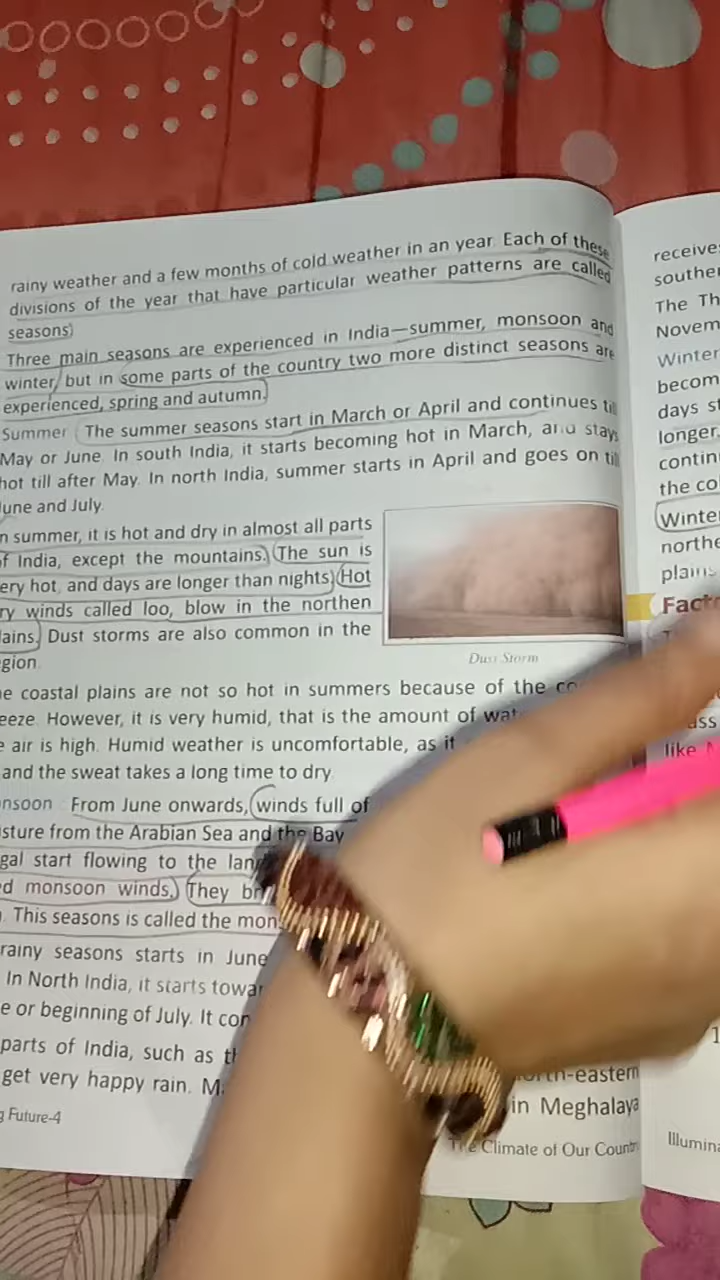 rainy weather and a few months of cold weather in an year. Each of these
divisions of the year that have particular weather patterns are called
seasons.
Three main seasons are experienced in India—summer, monsoon and
winter, but in some parts of the country two more distinct seasons are
experienced, spring and autumn.
Summer The summer seasons start in March or April and continues
May or June. In south India, it starts becoming hot in March, and stays
hot till after May. In north India, summer starts in April and goes on
June and July.
n summer, it is hot and dry in almost all parts
f India, except the mountains. The sun is
ery hot, and days are longer than nights. Hot
ry winds called loo, blow in the northen
lains. Dust storms are also common in the
gion.
Dust Storm
e coastal plains are not so hot in summers because of the
eeze. However, it is very humid, that is the amount of
e air is high. Humid weather is uncomfortable, as it
and the sweat takes a long time to dry.
nsoon From June onwards, winds full of
sture from the Arabian Sea and the Bay
gal start flowing to the
d monsoon winds. They
This seasons is called the
rainy seasons starts in June
In North India, it starts
e or beginning of July. It
parts of India, such as
get very happy rain.
-eastern
in Meghalaya
g Future-4
The Climate of Our
receive
southe
The Th
Novem
Winter
becom
days
longer.
contin
the co
Winte
northe
plains
Fact
ass
like
Illumin